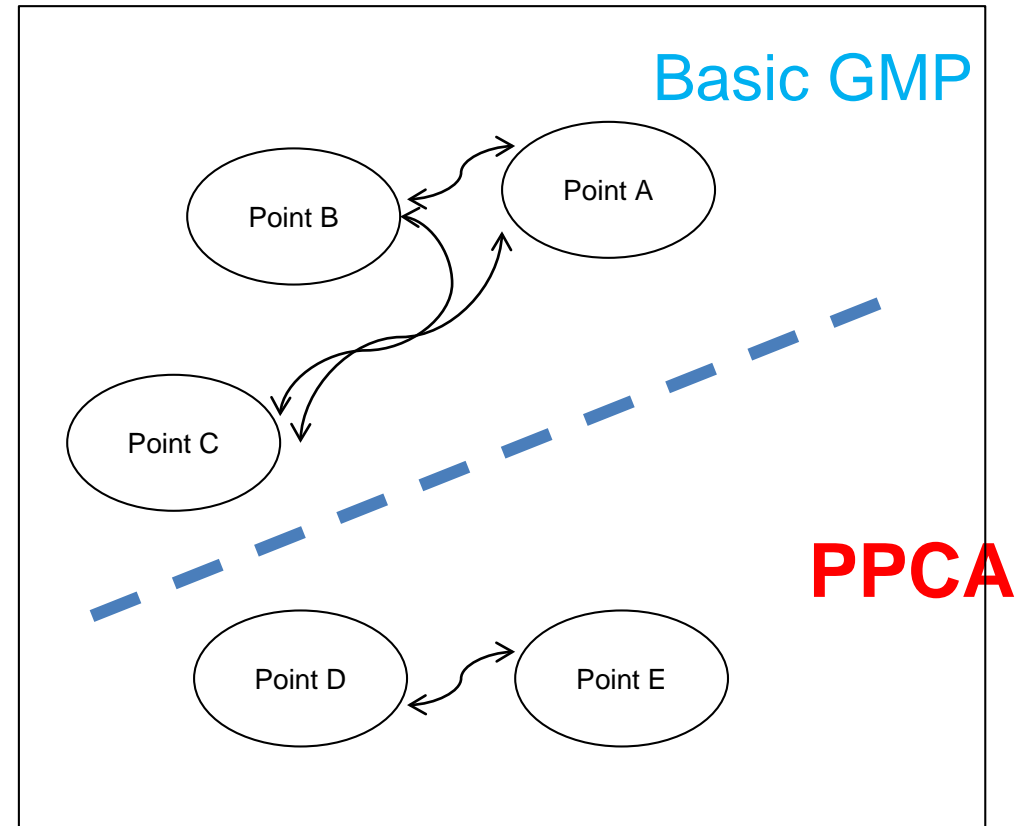 Basic GMP
Point A
Point B
Point C
PPCA
Point D
Point E